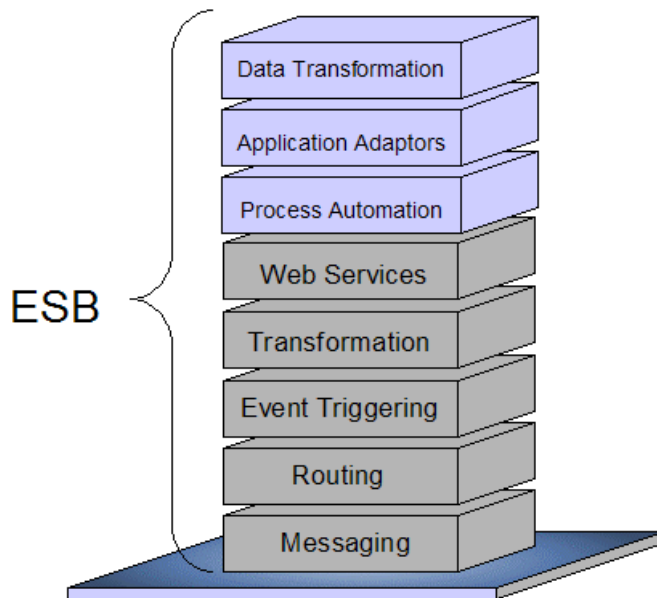 Data Transformation
Application Adaptors
Process Automation
Web Services
ESB
Transformation
Event Triggering
Routing
Messaging